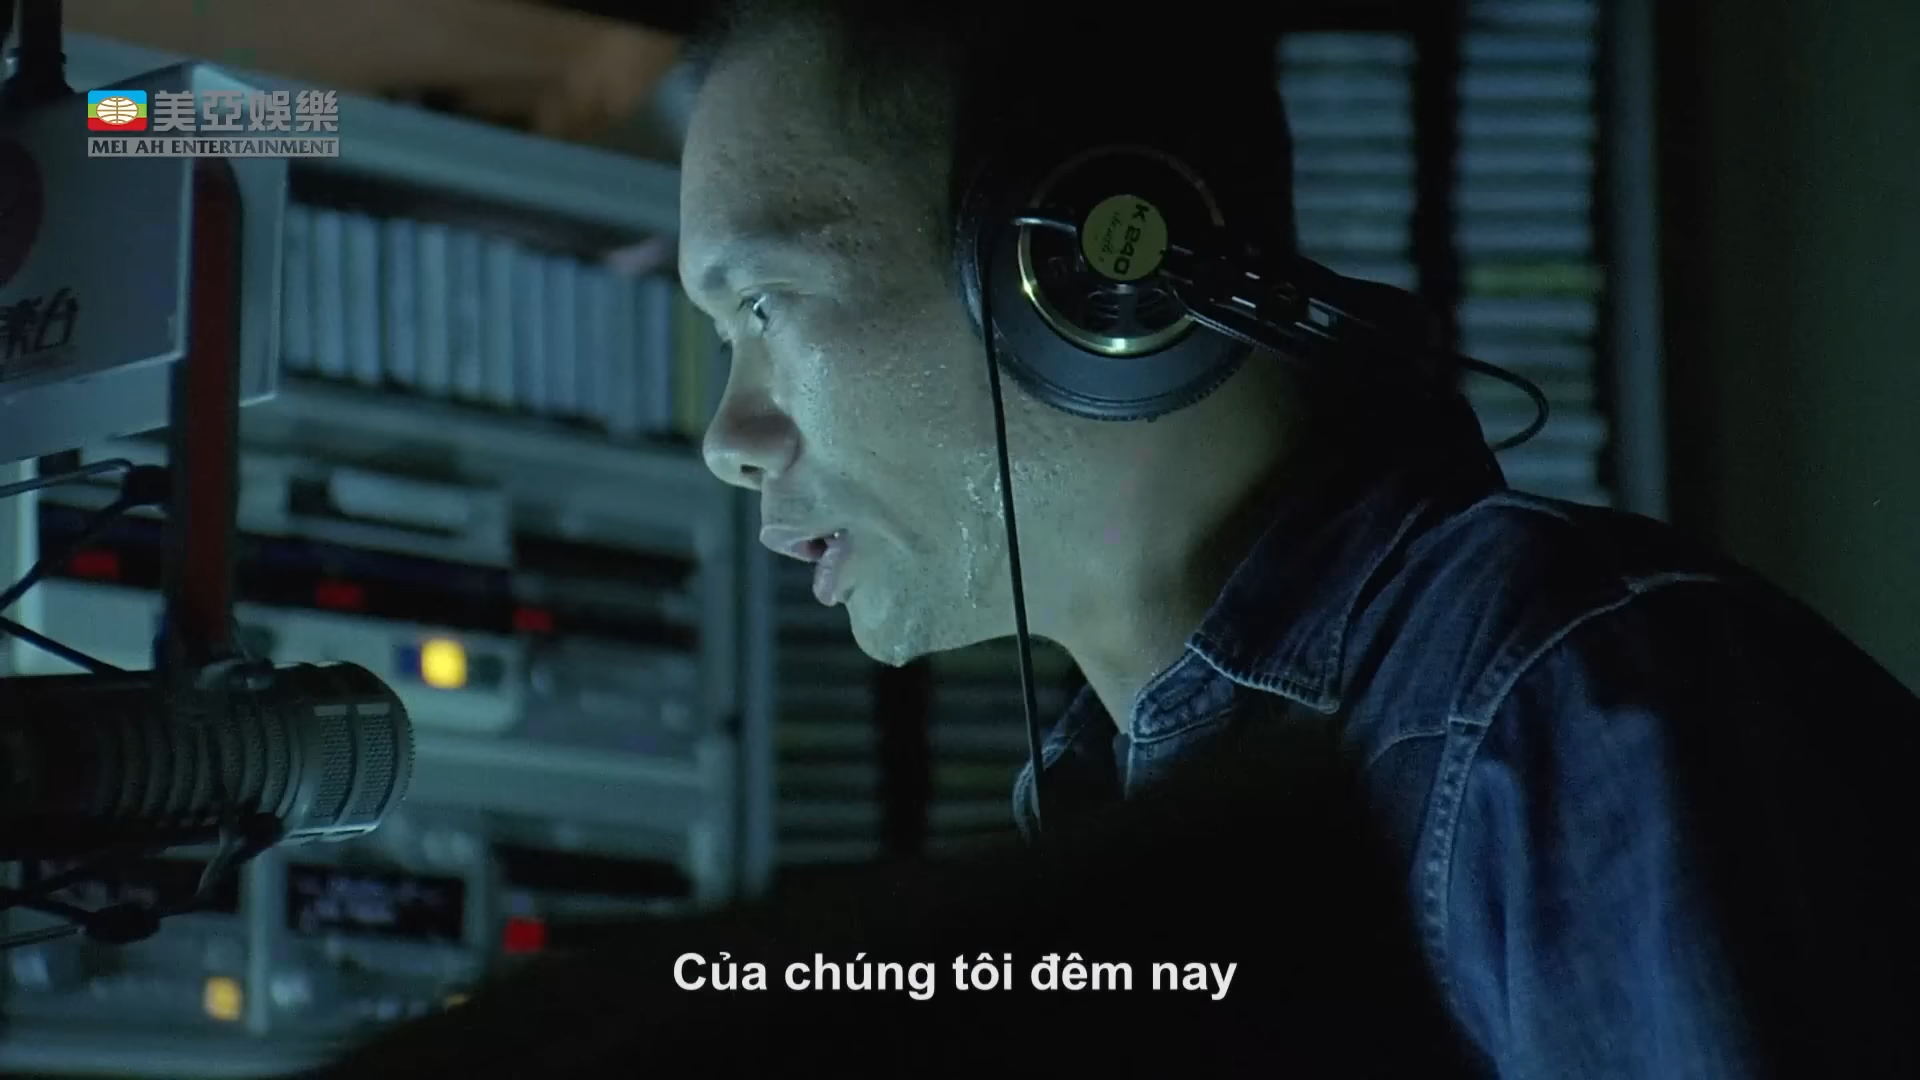 美亞娛樂
MEI AH ENTERTAINMENT
K 240
Của chúng tôi đêm nay